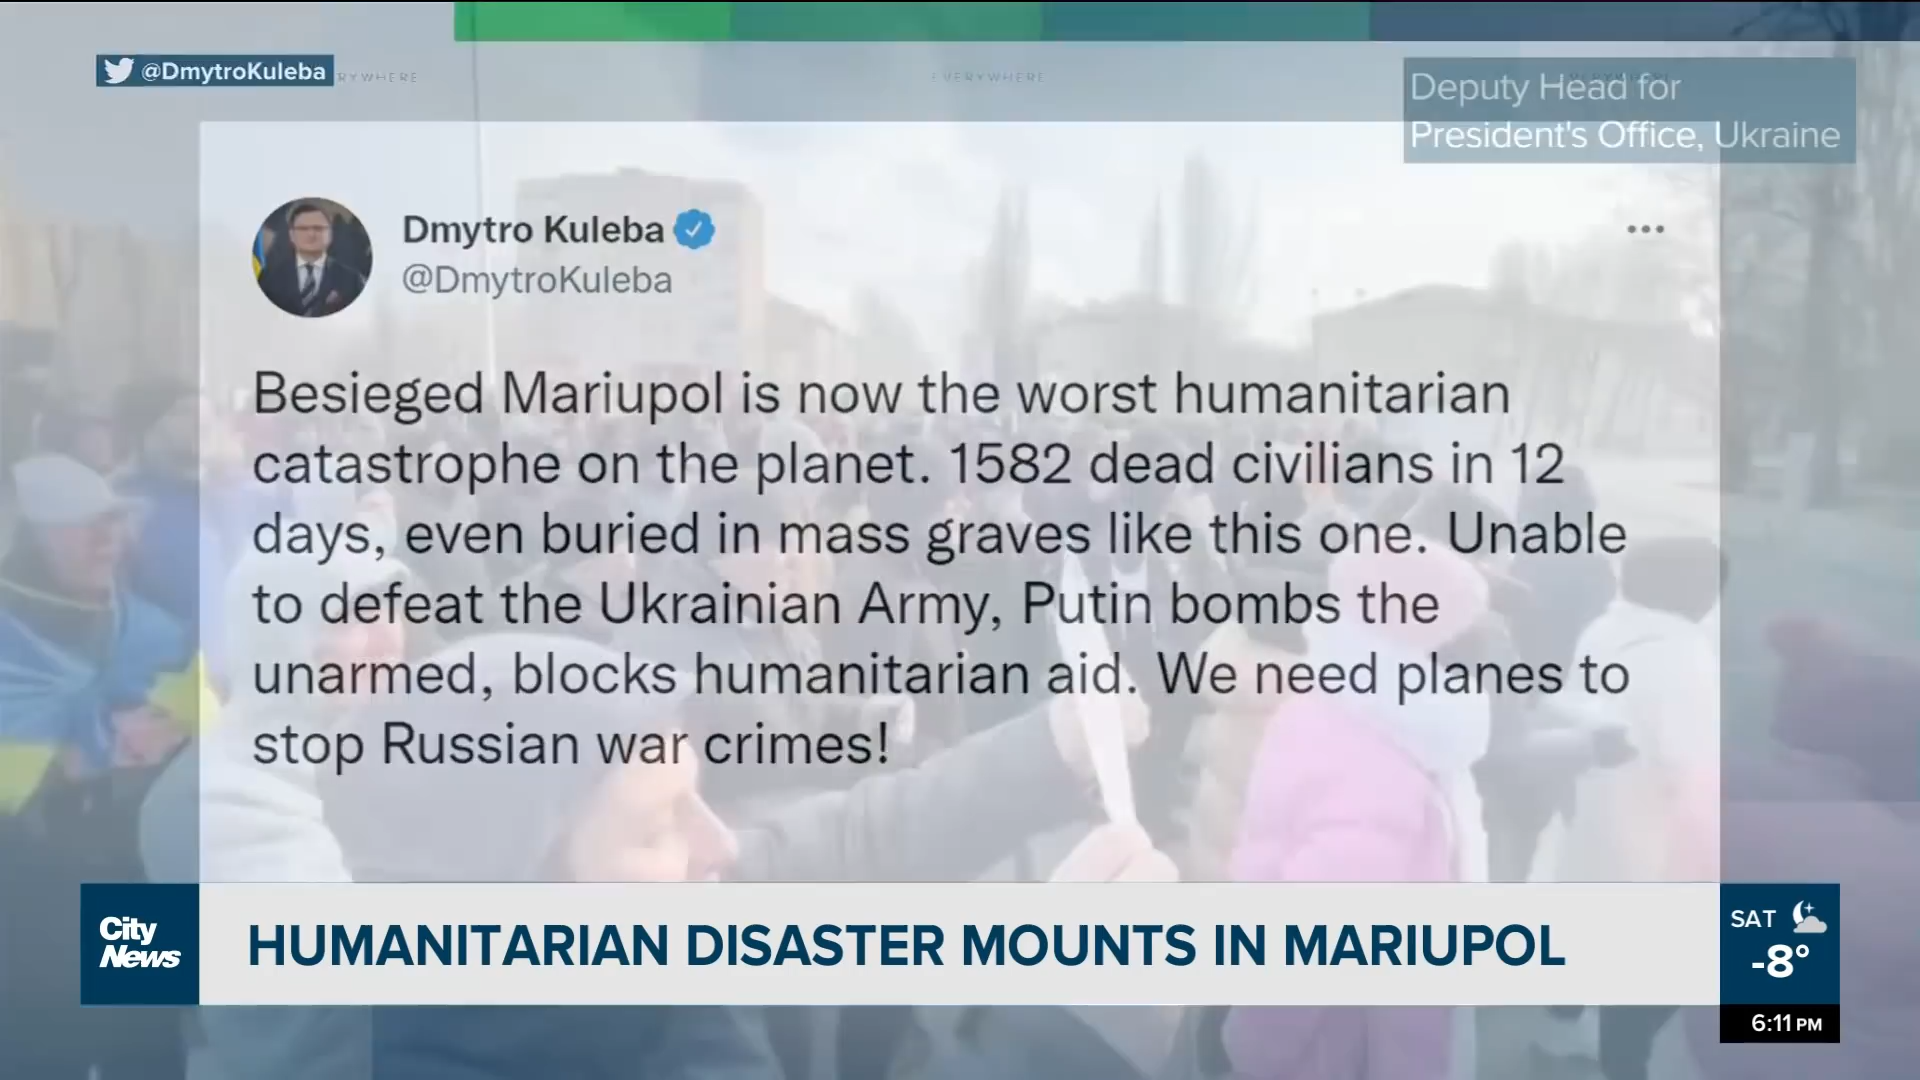 @DmytroKuleba
EVERYWHERE
Deputy Head for
President's Office, Ukraine
Dmytro Kuleba
@DmytroKuleba
Besieged Mariupol is now the worst humanitarian
catastrophe on the planet. 1582 dead civilians in 12
days, even buried in mass graves like this one. Unable
to defeat the Ukrainian Army, Putin bombs the
unarmed, blocks humanitarian aid. We need planes to
stop Russian war crimes!
City
News
HUMANITARIAN DISASTER MOUNTS IN MARIUPOL
SAT
-8°
6:11 PM